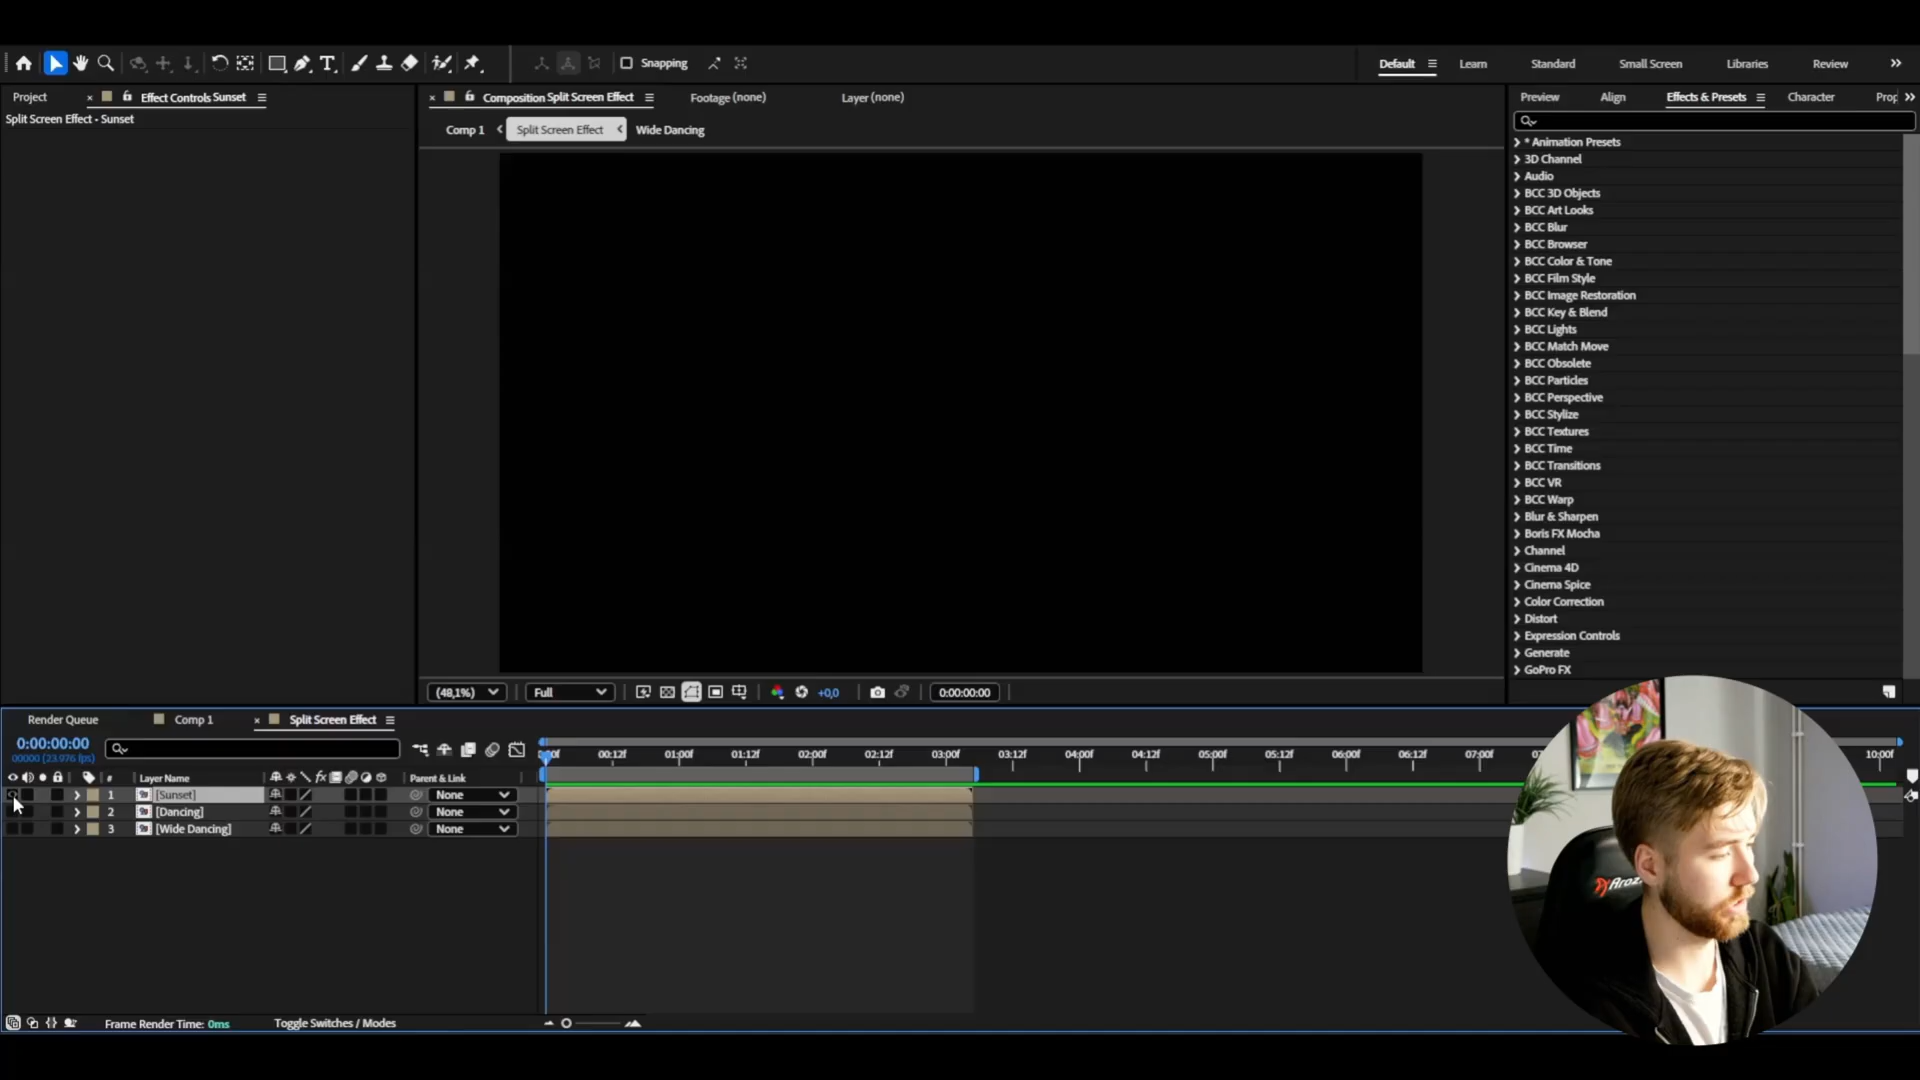 Snapping
Default
Learn
Standard
Small Screen
Libraries
Review
Project
Effect Controls Sunset
Composition Split Screen Effect
Footage (none)
Layer (none)
Preview
Align
Effects & Presets
Character
Prop
Split Screen Effect • Sunset
Comp 1
Split Screen Effect
Wide Dancing
* Animation Presets
3D Channel
Audio
BCC 3D Objects
BCC Art Looks
BCC Blur
BCC Browser
BCC Color & Tone
BCC Film Style
BCC Image Restoration
BCC Key & Blend
BCC Lights
BCC Match Move
BCC Obsolete
BCC Particles
BCC Perspective
BCC Stylize
BCC Textures
BCC Time
BCC Transitions
BCC VR
BCC Warp
Blur & Sharpen
Boris FX Mocha
Channel
Cinema 4D
Cinema Spice
Color Correction
Distort
Expression Controls
Generate
GoPro FX
(48,1%)
Full
+0,0
0:00:00:00
Render Queue
Comp 1
Split Screen Effect
0:00:00:00
00000 (23.976 fps)
00:12f
01:00f
01:12f
02:00f
02:12f
03:00f
03:12f
04:00f
04:12f
05:00f
05:12f
06:00f
06:12f
07:00f
10:00f
# Layer Name
fx
Parent & Link
1 [Sunset] None
2 [Dancing] None
3 [Wide Dancing] None
Frame Render Time: 0ms
Toggle Switches / Modes